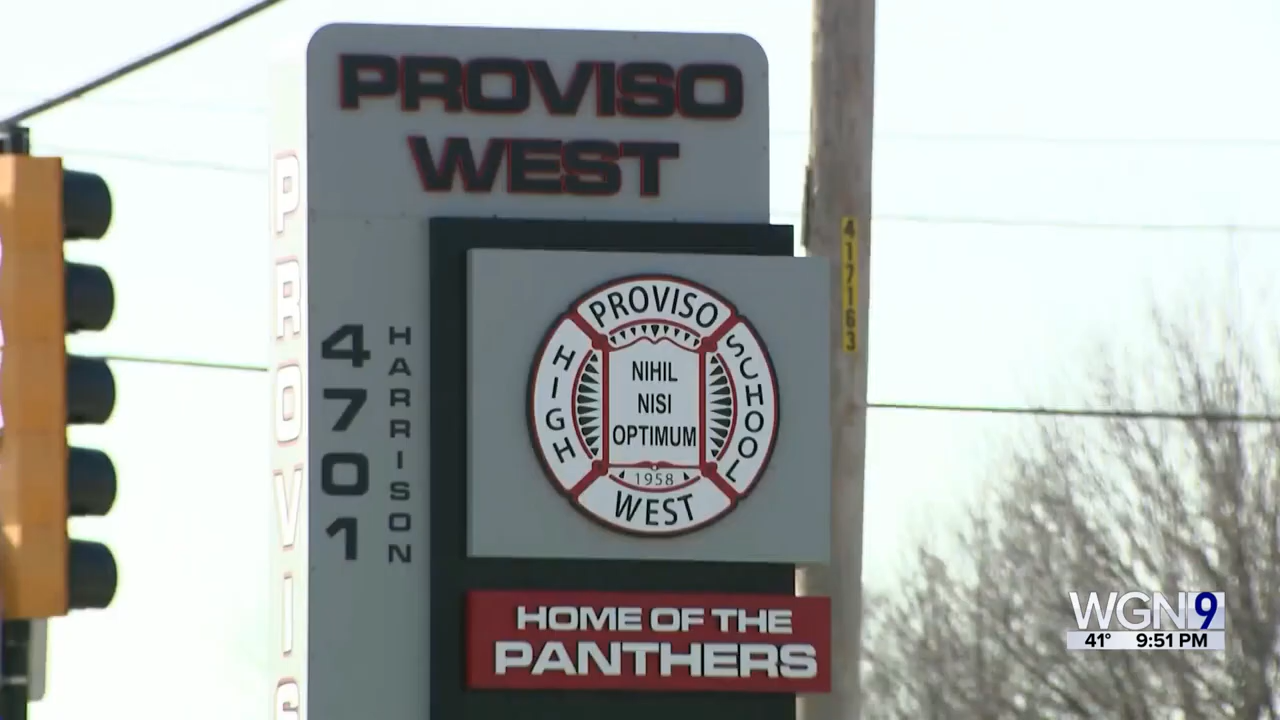 PROVISO
WEST
PROVIS
4701
HARRISON
PROVISO
HIGH
SCHOOL
NIHIL
NISI
OPTIMUM
1958
WEST
HOME OF THE
PANTHERS
417163
WGN9
41° 9:51 PM